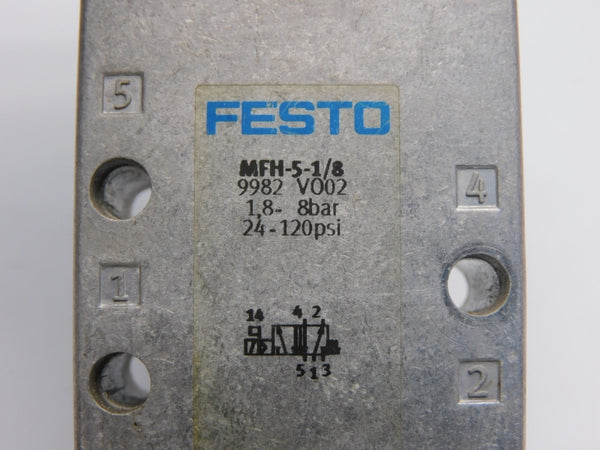 5
FESTO
MFH-5-1/8
9982 VO02
1,8- 8bar
24-120psi
4
1
14 4 2
5 1 3
2